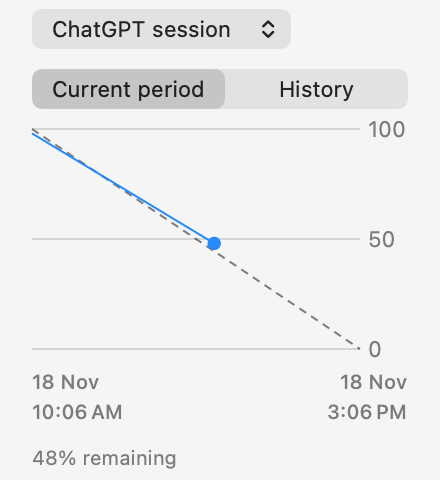 ChatGPT session
Current period
History
100
50
0
18 Nov
10:06 AM
18 Nov
3:06 PM
48% remaining